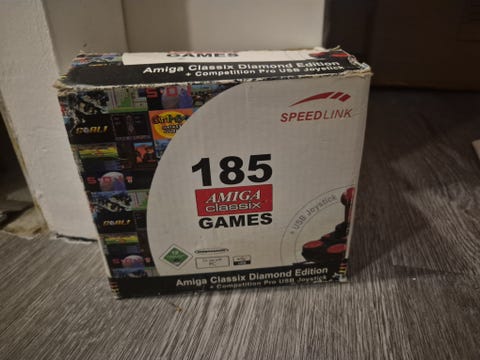 GAMES
Amiga Classix Diamond Edition
+ Competition Pro USB Joystick
SPEEDLINK
185
AMIGA
classix
GAMES
+ USB Joystick
GOAL!
Amiga Classix Diamond Edition
+ Competition Pro USB Joystick